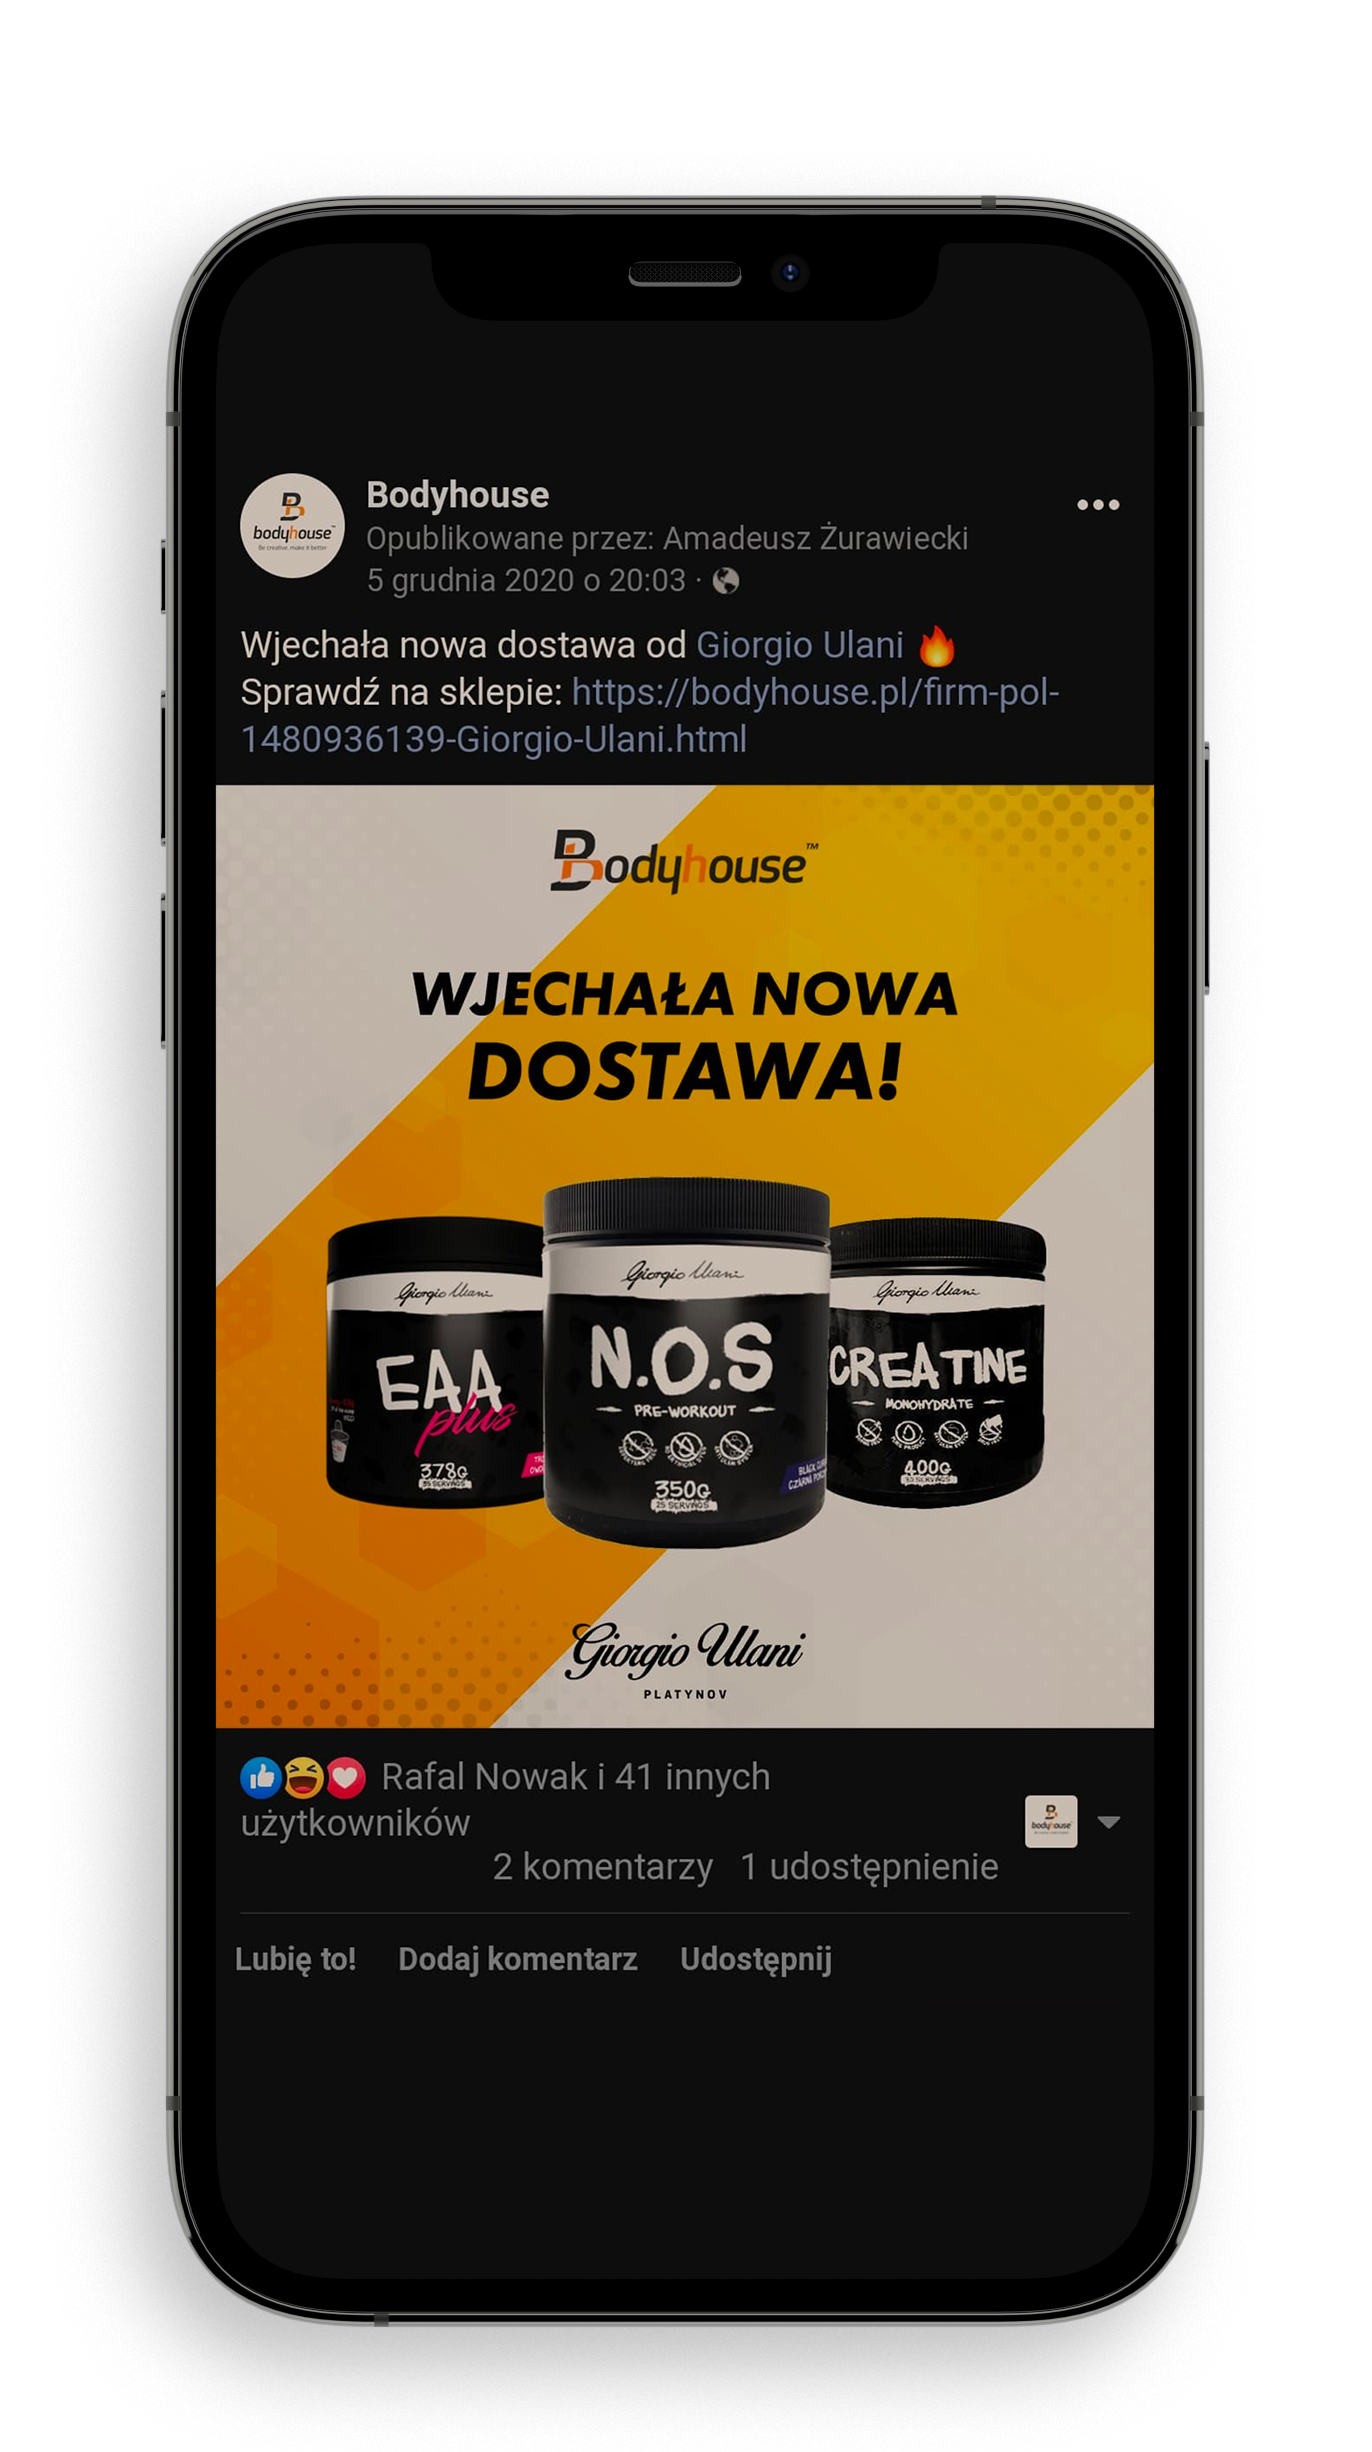 Bodyhouse
Opublikowane przez: Amadeusz Żurawiecki
5 grudnia 2020 o 20:03 ·
bodyhouse™
Be creative, make it better
Wjechała nowa dostawa od Giorgio Ulani 🔥
Sprawdź na sklepie: https://bodyhouse.pl/firm-pol-
1480936139-Giorgio-Ulani.html
Bodyhouse™
WJECHAŁA NOWA
DOSTAWA!
Giorgio Ulani
EAA
plus
378G
Giorgio Ulani
N.O.S
PRE-WORKOUT
350G
25 SERVINGS
Giorgio Ulani
CREATINE
MONOHYDRATE
400G
Giorgio Ulani
PLATYNOV
Rafal Nowak i 41 innych
użytkowników
bodyhouse
2 komentarzy 1 udostępnienie
Lubię to! Dodaj komentarz Udostępnij